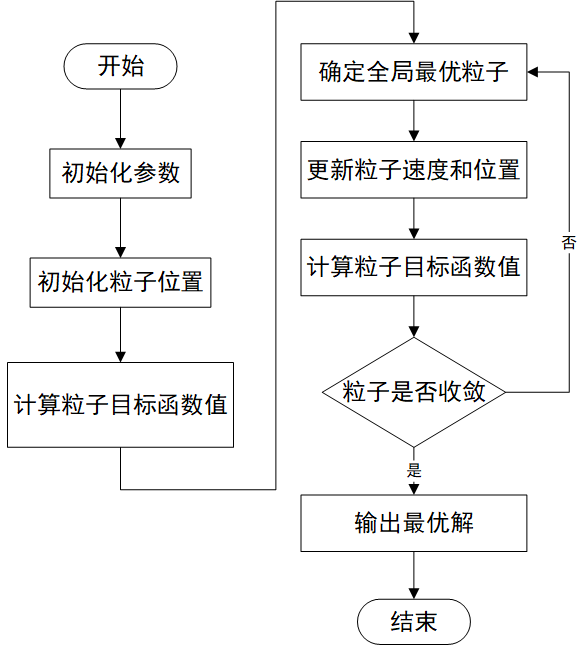 开始
初始化参数
初始化粒子位置
计算粒子目标函数值
确定全局最优粒子
更新粒子速度和位置
计算粒子目标函数值
粒子是否收敛
否
是
输出最优解
结束